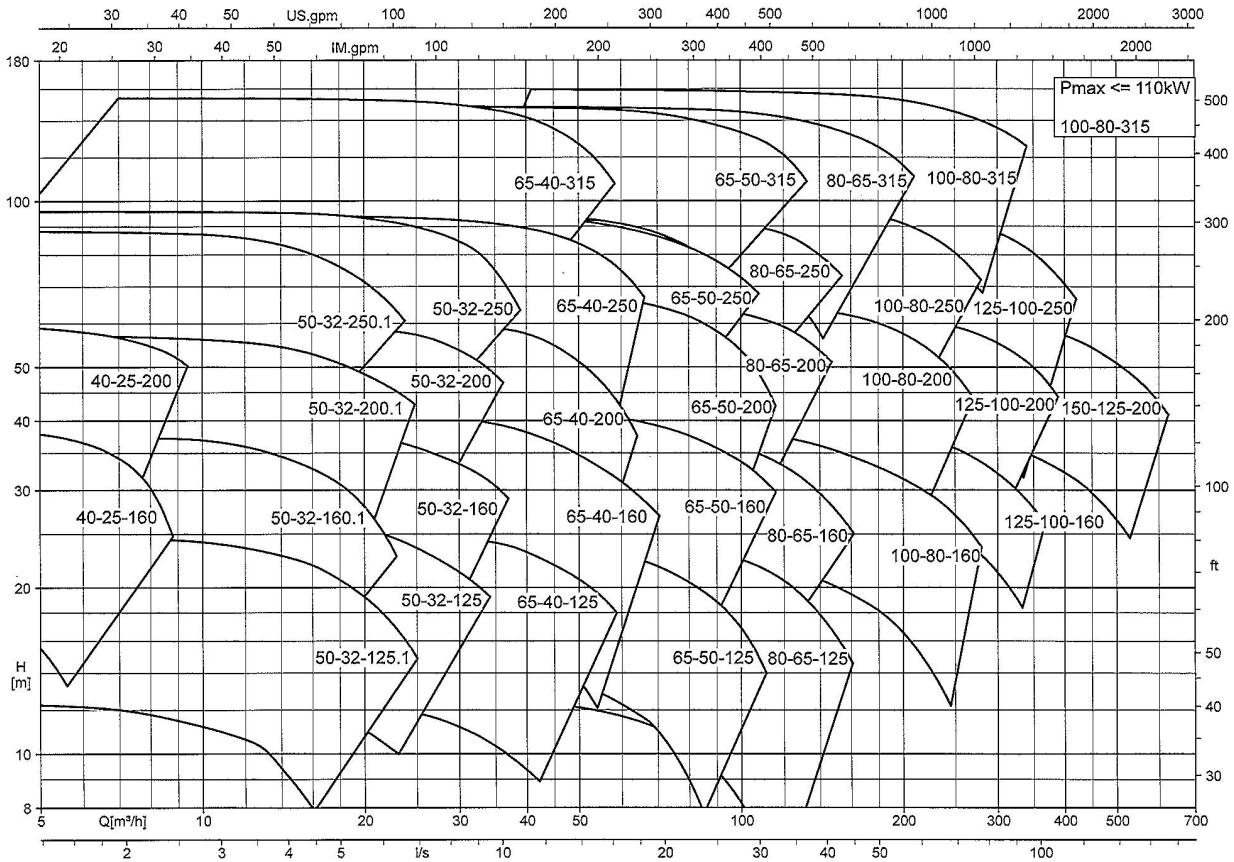 30 40 50 US.gpm 100 200 300 400 500 1000 2000 3000
20 30 40 50 IM.gpm 100 200 300 400 500 1000 2000
180 Pmax <= 110kW 500
100-80-315
400
65-40-315 65-50-315 80-65-315 100-80-315
100
300
80-65-250
50-32-250.1 50-32-250 65-40-250 65-50-250 100-80-250 125-100-250
200
50 40-25-200 50-32-200 80-65-200 100-80-200
50-32-200.1 65-40-200 65-50-200 125-100-200 150-125-200
40
30 100
40-25-160 50-32-160.1 50-32-160 65-40-160 65-50-160 80-65-160 125-100-160
100-80-160
ft
20 50-32-125 65-40-125
50-32-125.1 65-50-125 80-65-125 50
H
[m]
40
10
30
8
5 Q[m³/h] 10 20 30 40 50 100 200 300 400 500 700
2 3 4 5 l/s 10 20 30 40 50 100